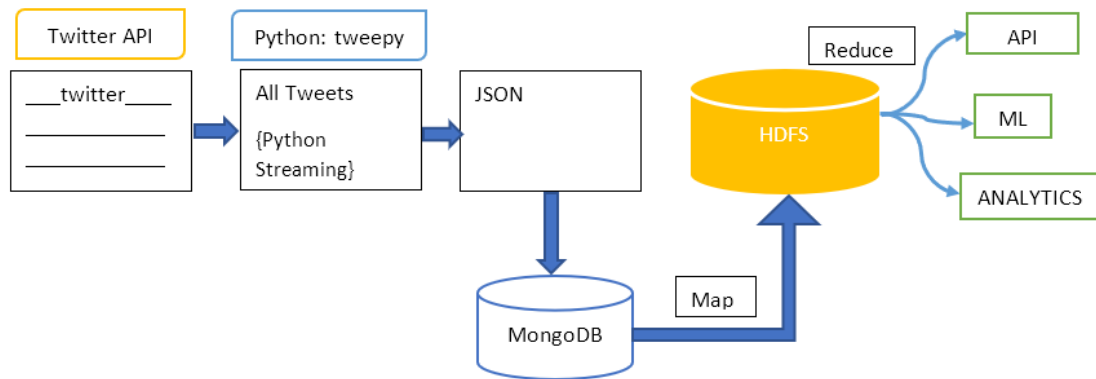 Twitter API
Python: tweepy
___twitter____
All Tweets
{Python
Streaming}
JSON
MongoDB
Map
HDFS
Reduce
API
ML
ANALYTICS